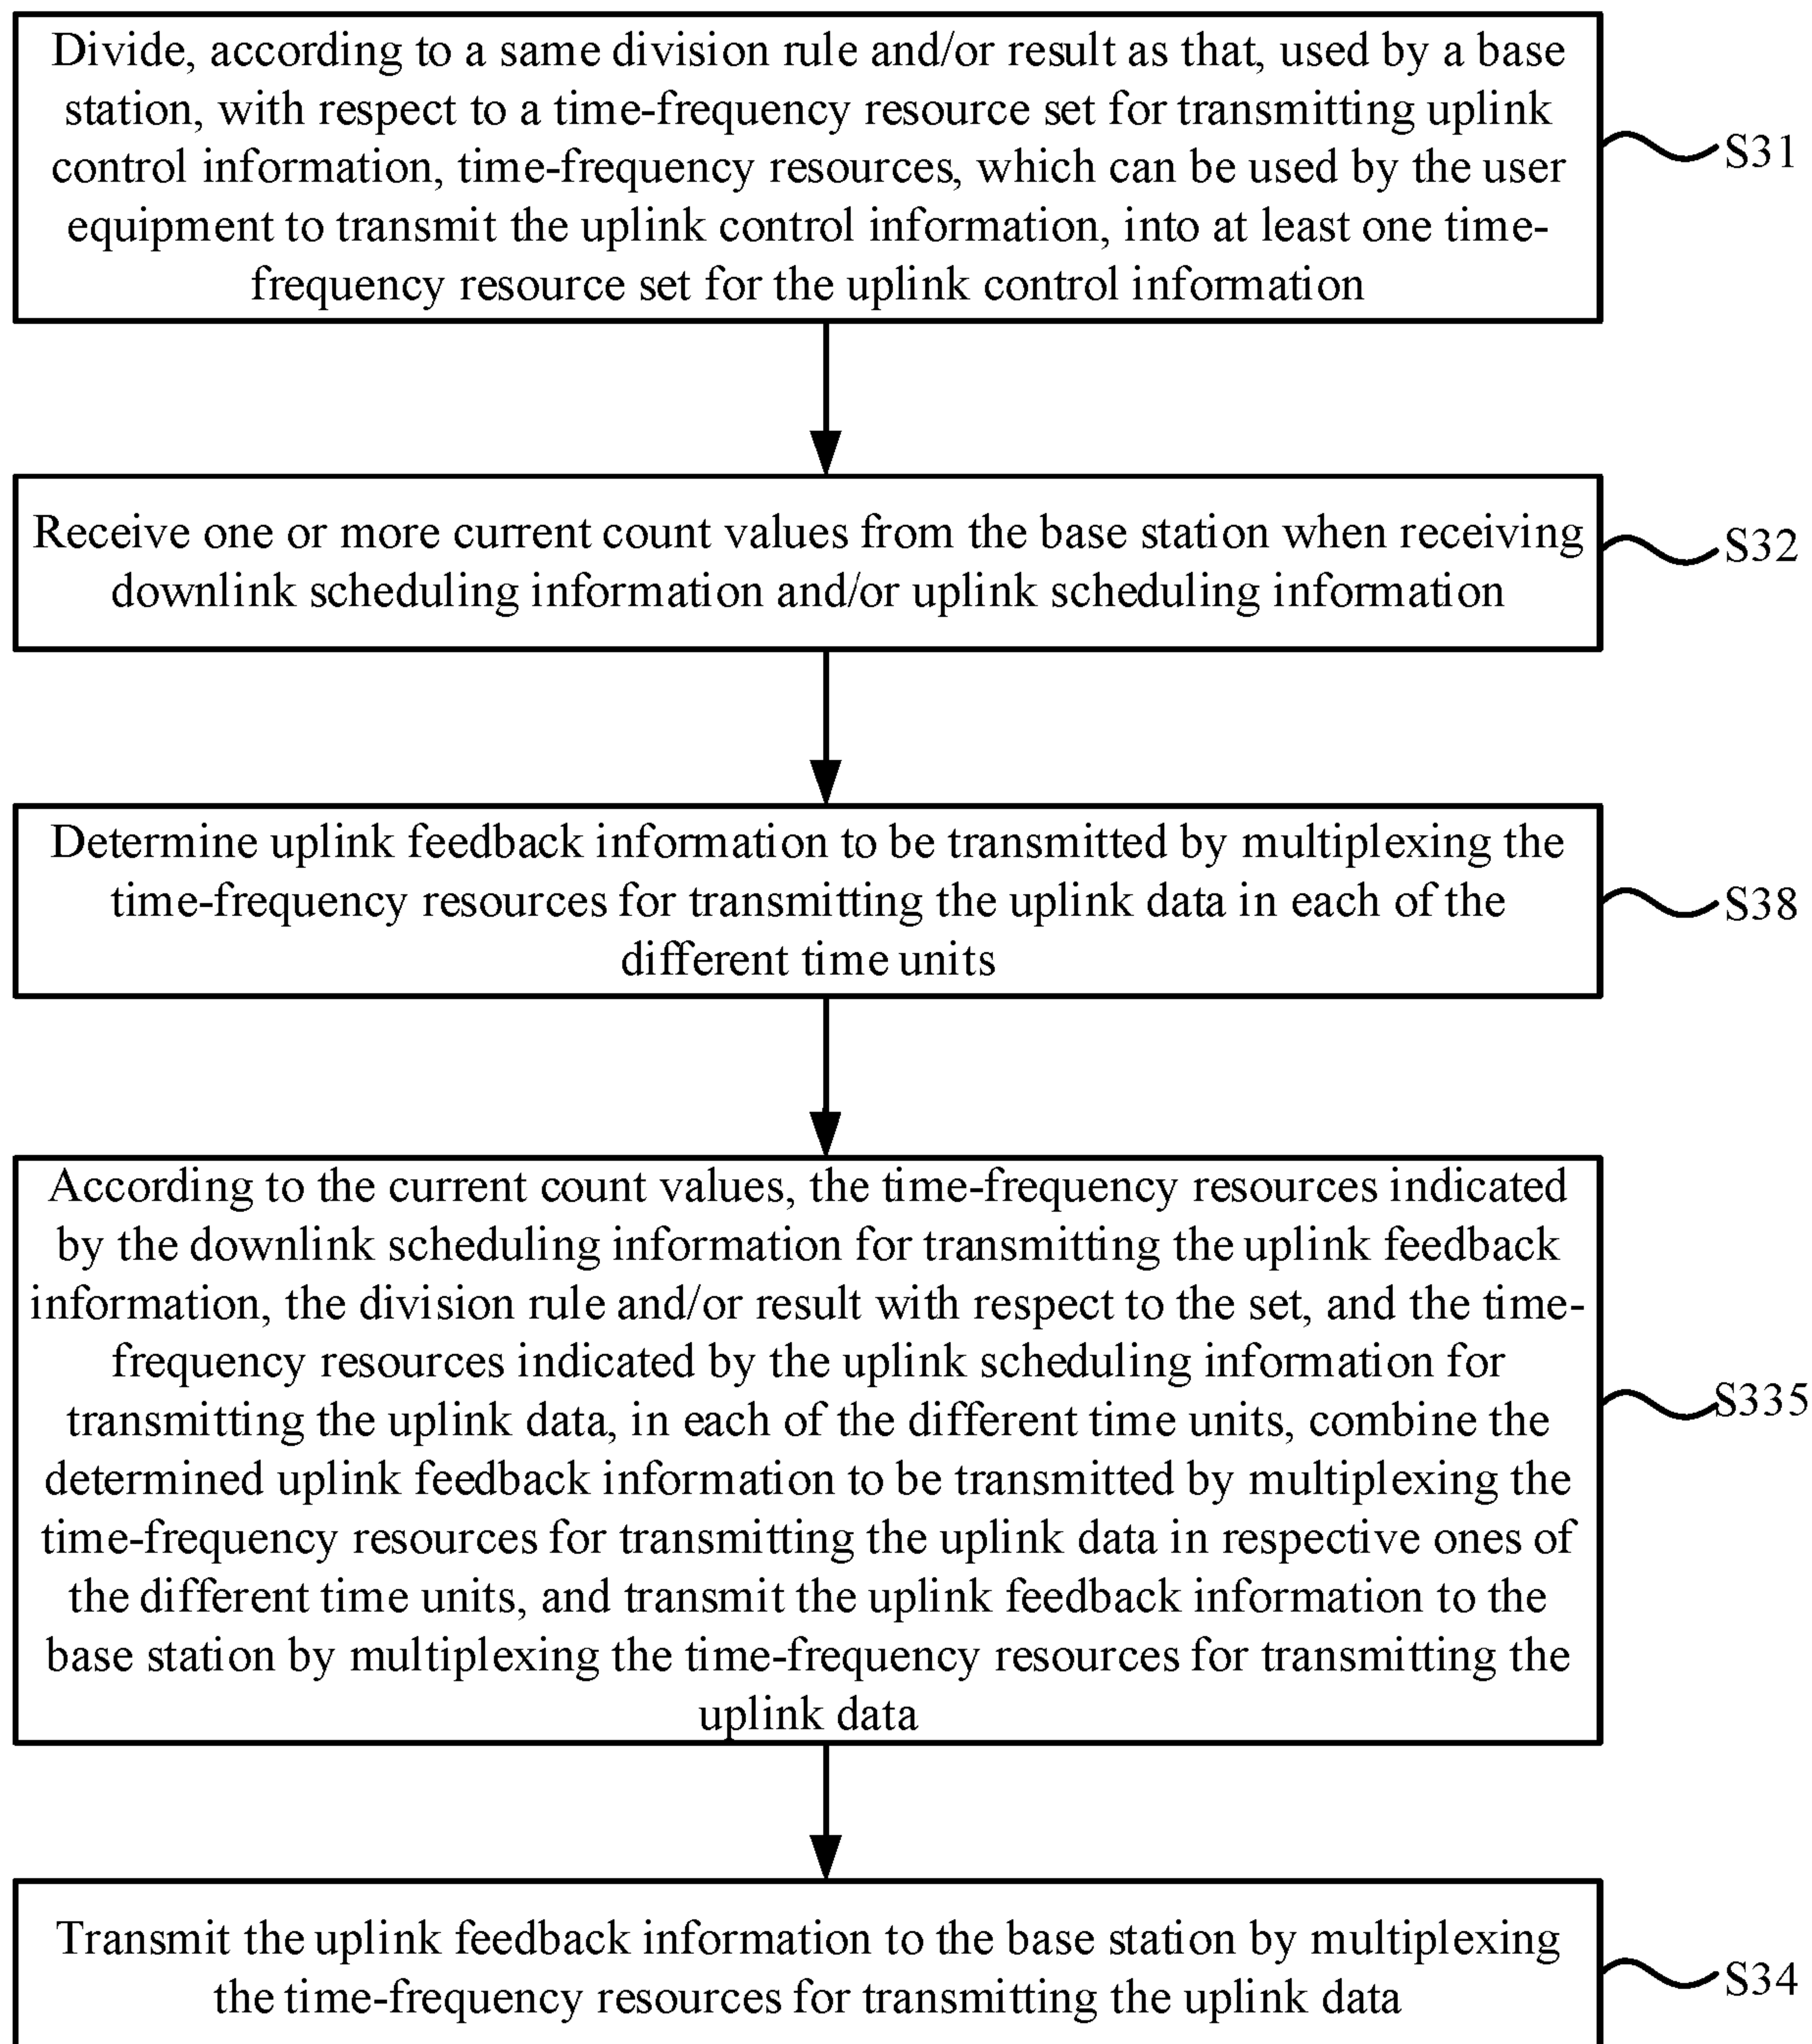 Divide, according to a same division rule and/or result as that, used by a base
station, with respect to a time-frequency resource set for transmitting uplink
control information, time-frequency resources, which can be used by the user
equipment to transmit the uplink control information, into at least one time-
frequency resource set for the uplink control information
S31
Receive one or more current count values from the base station when receiving
downlink scheduling information and/or uplink scheduling information
S32
Determine uplink feedback information to be transmitted by multiplexing the
time-frequency resources for transmitting the uplink data in each of the
different time units
S38
According to the current count values, the time-frequency resources indicated
by the downlink scheduling information for transmitting the uplink feedback
information, the division rule and/or result with respect to the set, and the time-
frequency resources indicated by the uplink scheduling information for
transmitting the uplink data, in each of the different time units, combine the
determined uplink feedback information to be transmitted by multiplexing the
time-frequency resources for transmitting the uplink data in respective ones of
the different time units, and transmit the uplink feedback information to the
base station by multiplexing the time-frequency resources for transmitting the
uplink data
S335
Transmit the uplink feedback information to the base station by multiplexing
the time-frequency resources for transmitting the uplink data
S34